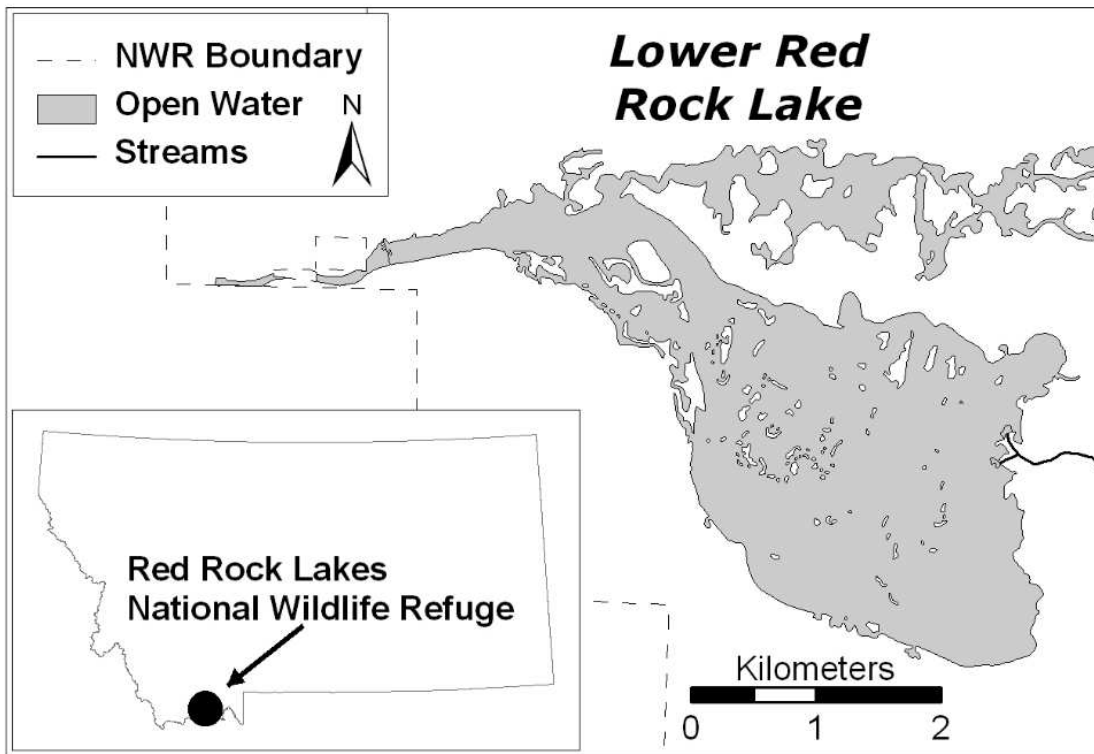 NWR Boundary
Open Water
N
Streams
Lower Red
Rock Lake
Red Rock Lakes
National Wildlife Refuge
Kilometers
0 1 2